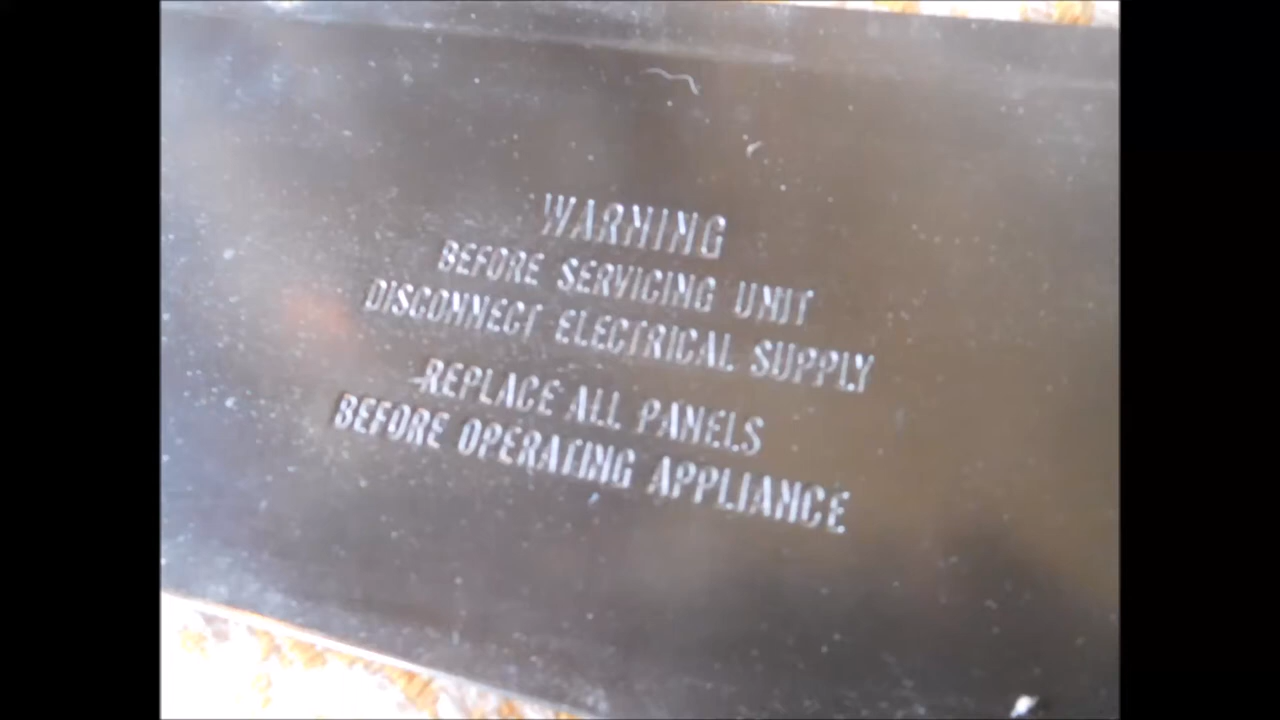 WARNING
BEFORE SERVICING UNIT
DISCONNECT ELECTRICAL SUPPLY
REPLACE ALL PANELS
BEFORE OPERATING APPLIANCE